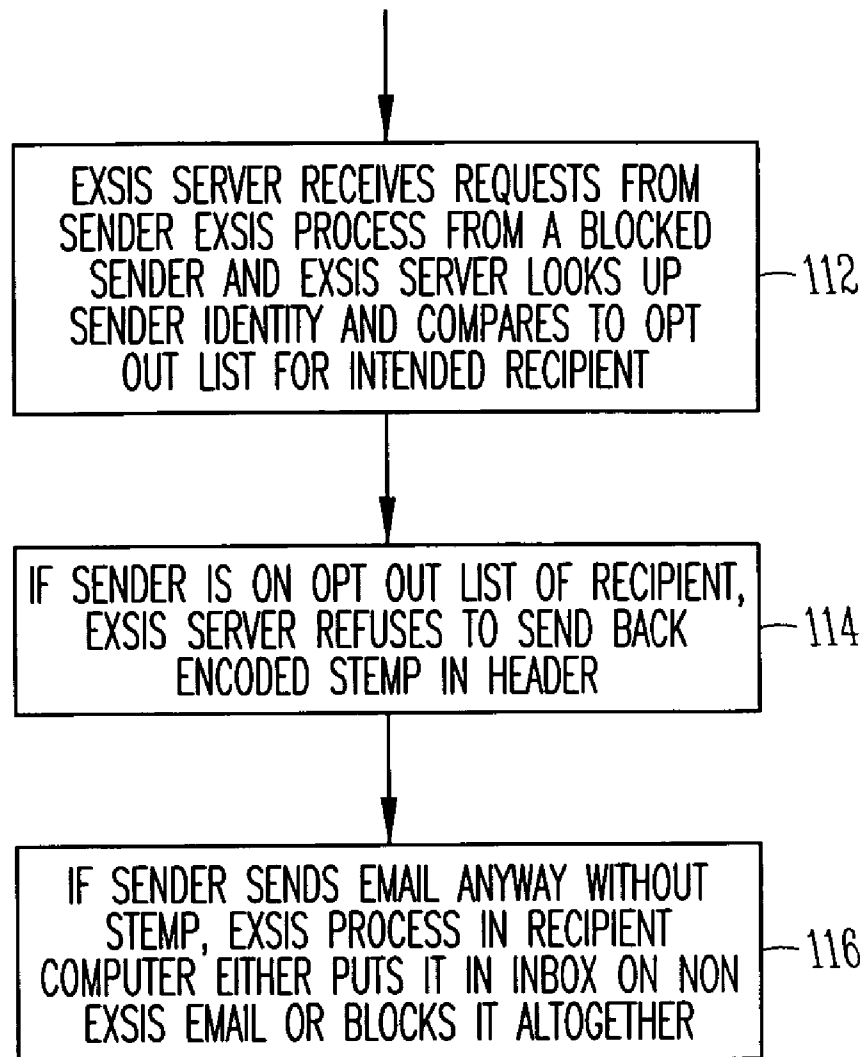 EXSIS SERVER RECEIVES REQUESTS FROM
SENDER EXSIS PROCESS FROM A BLOCKED
SENDER AND EXSIS SERVER LOOKS UP
SENDER IDENTITY AND COMPARES TO OPT
OUT LIST FOR INTENDED RECIPIENT
112
IF SENDER IS ON OPT OUT LIST OF RECIPIENT,
EXSIS SERVER REFUSES TO SEND BACK
ENCODED STEMP IN HEADER
114
IF SENDER SENDS EMAIL ANYWAY WITHOUT
STEMP, EXSIS PROCESS IN RECIPIENT
COMPUTER EITHER PUTS IT IN INBOX ON NON
EXSIS EMAIL OR BLOCKS IT ALTOGETHER
116